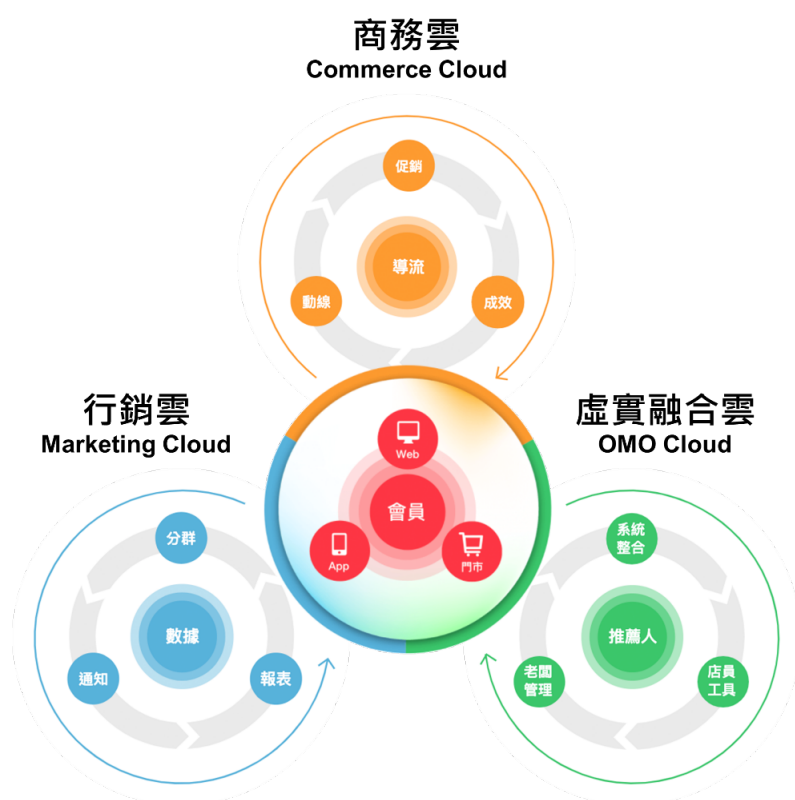 商務雲
Commerce Cloud
促銷
導流
動線
成效
行銷雲
Marketing Cloud
虛實融合雲
OMO Cloud
Web
會員
App
門市
分群
數據
通知
報表
系統
整合
推薦人
老闆
管理
店員
工具